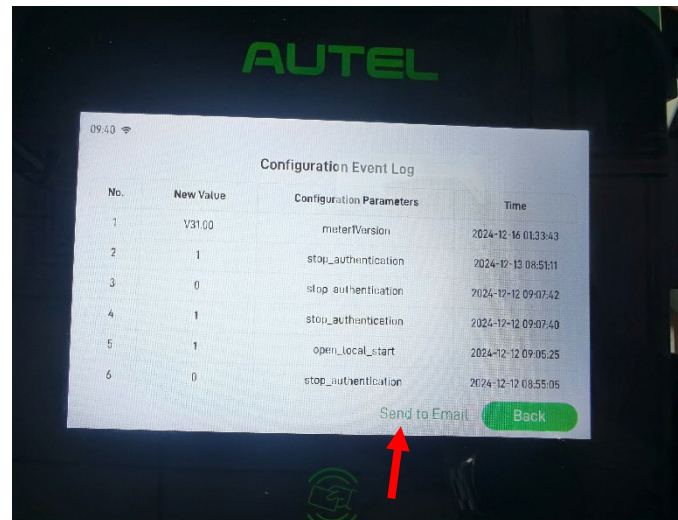 AUTEL
09:40
Configuration Event Log
No. New Value Configuration Parameters Time
1 V31.00 meter1Version 2024-12-16 01:33:43
2 1 stop_authentication 2024-12-13 08:51:11
3 0 stop_authentication 2024-12-12 09:07:42
4 1 stop_authentication 2024-12-12 09:07:40
5 1 open_local_start 2024-12-12 09:05:25
6 0 stop_authentication 2024-12-12 08:55:05
Send to Email Back